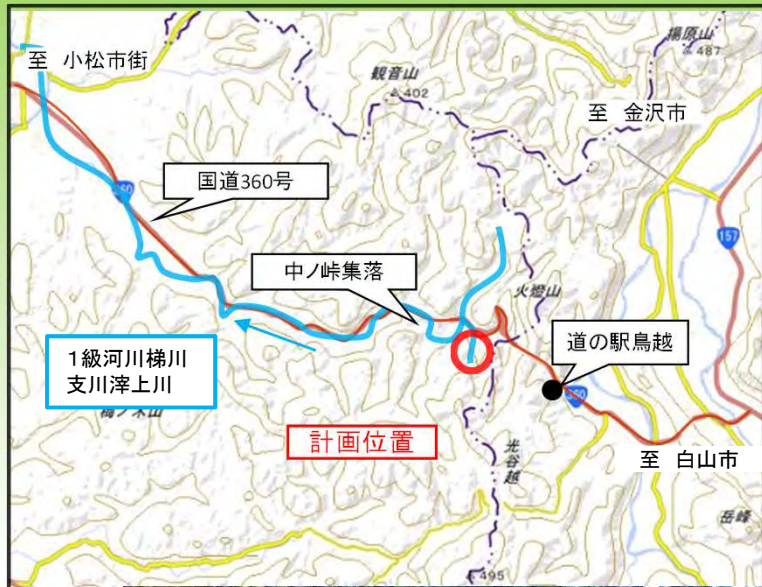 至 小松市街
揚原山
487
観音山
402
至 金沢市
国道360号
157
中ノ峠集落
火燈山
道の駅鳥越
1級河川梯川
支川滓上川
計画位置
光谷越
至 白山市
岳峰
495